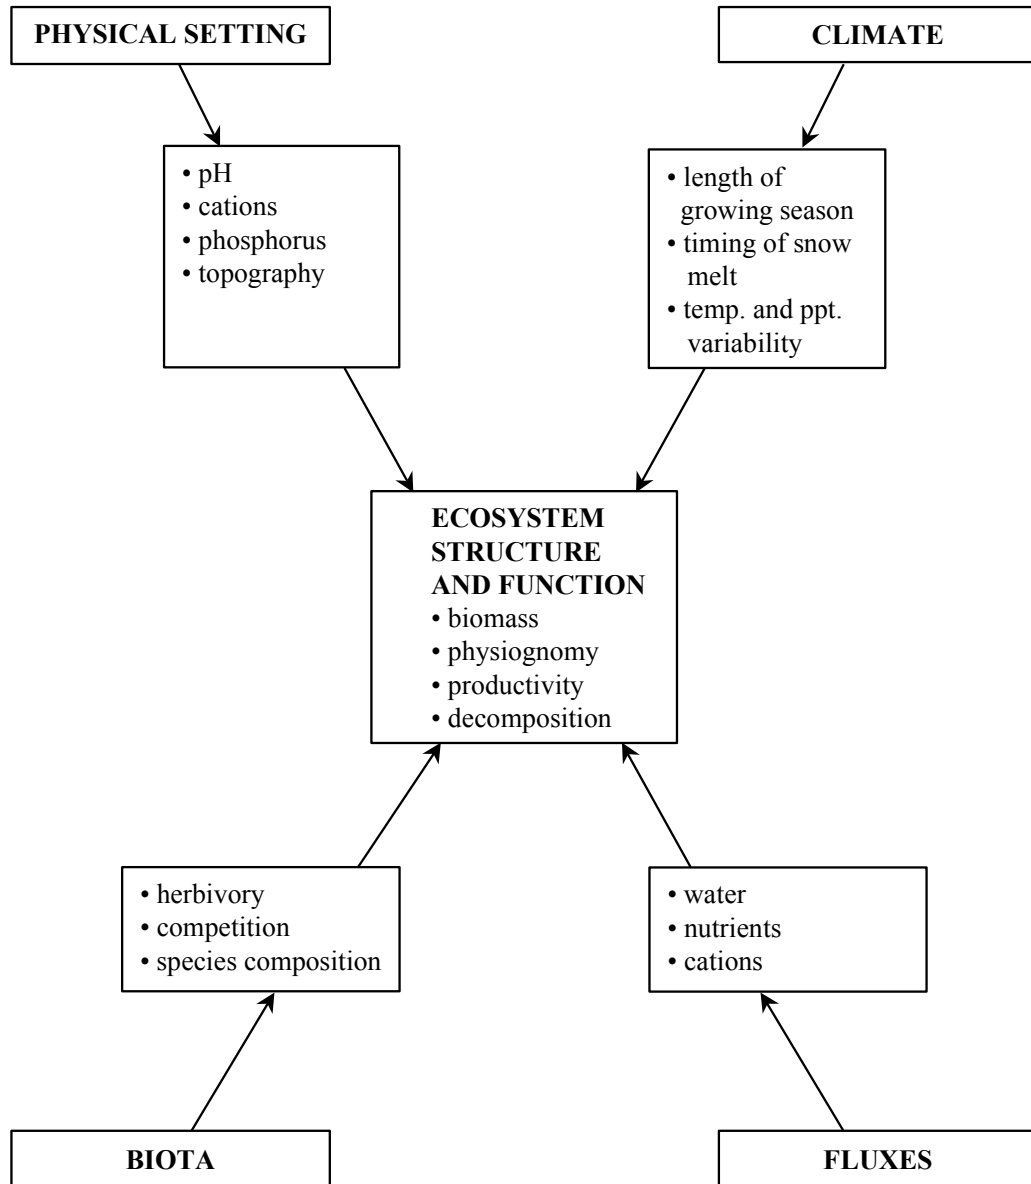 PHYSICAL SETTING
CLIMATE
• pH
• cations
• phosphorus
• topography
• length of
growing season
• timing of snow
melt
• temp. and ppt.
variability
ECOSYSTEM
STRUCTURE
AND FUNCTION
• biomass
• physiognomy
• productivity
• decomposition
• herbivory
• competition
• species composition
• water
• nutrients
• cations
BIOTA
FLUXES